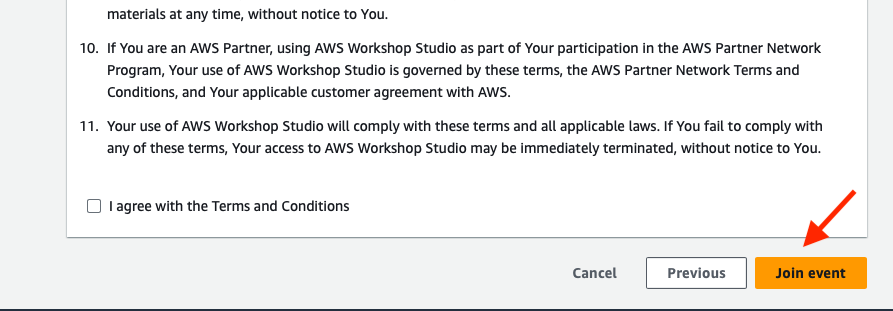 materials at any time, without notice to You.
10. If You are an AWS Partner, using AWS Workshop Studio as part of Your participation in the AWS Partner Network
Program, Your use of AWS Workshop Studio is governed by these terms, the AWS Partner Network Terms and
Conditions, and Your applicable customer agreement with AWS.
11. Your use of AWS Workshop Studio will comply with these terms and all applicable laws. If You fail to comply with
any of these terms, Your access to AWS Workshop Studio may be immediately terminated, without notice to You.
I agree with the Terms and Conditions
Cancel Previous Join event